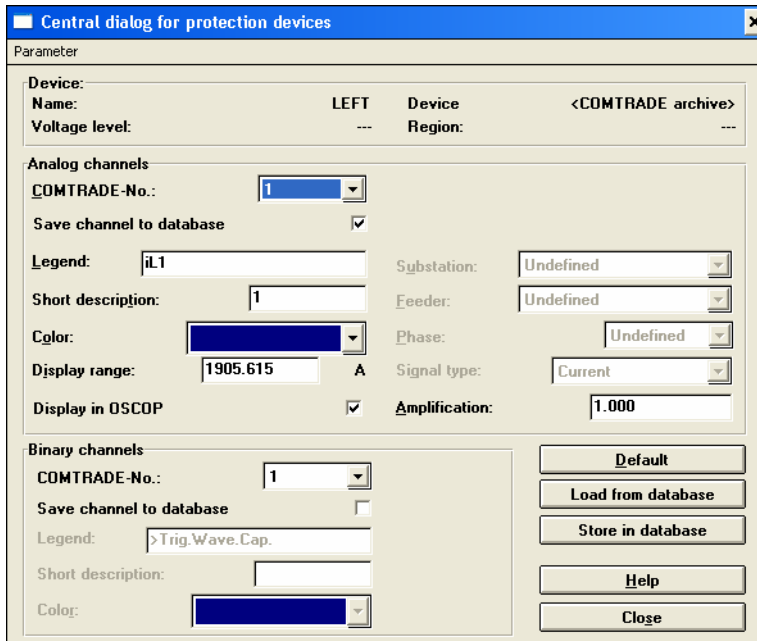 Central dialog for protection devices
Parameter
Device:
Name: LEFT Device <COMTRADE archive>
Voltage level: --- Region: ---
Analog channels
COMTRADE-No.: 1
Save channel to database
Legend: iL1 Substation: Undefined
Short description: 1 Feeder: Undefined
Color: Phase: Undefined
Display range: 1905.615 A Signal type: Current
Display in OSCOP Amplification: 1.000
Binary channels
COMTRADE-No.: 1
Save channel to database
Legend: >Trig.Wave.Cap.
Short description:
Color:
Default
Load from database
Store in database
Help
Close